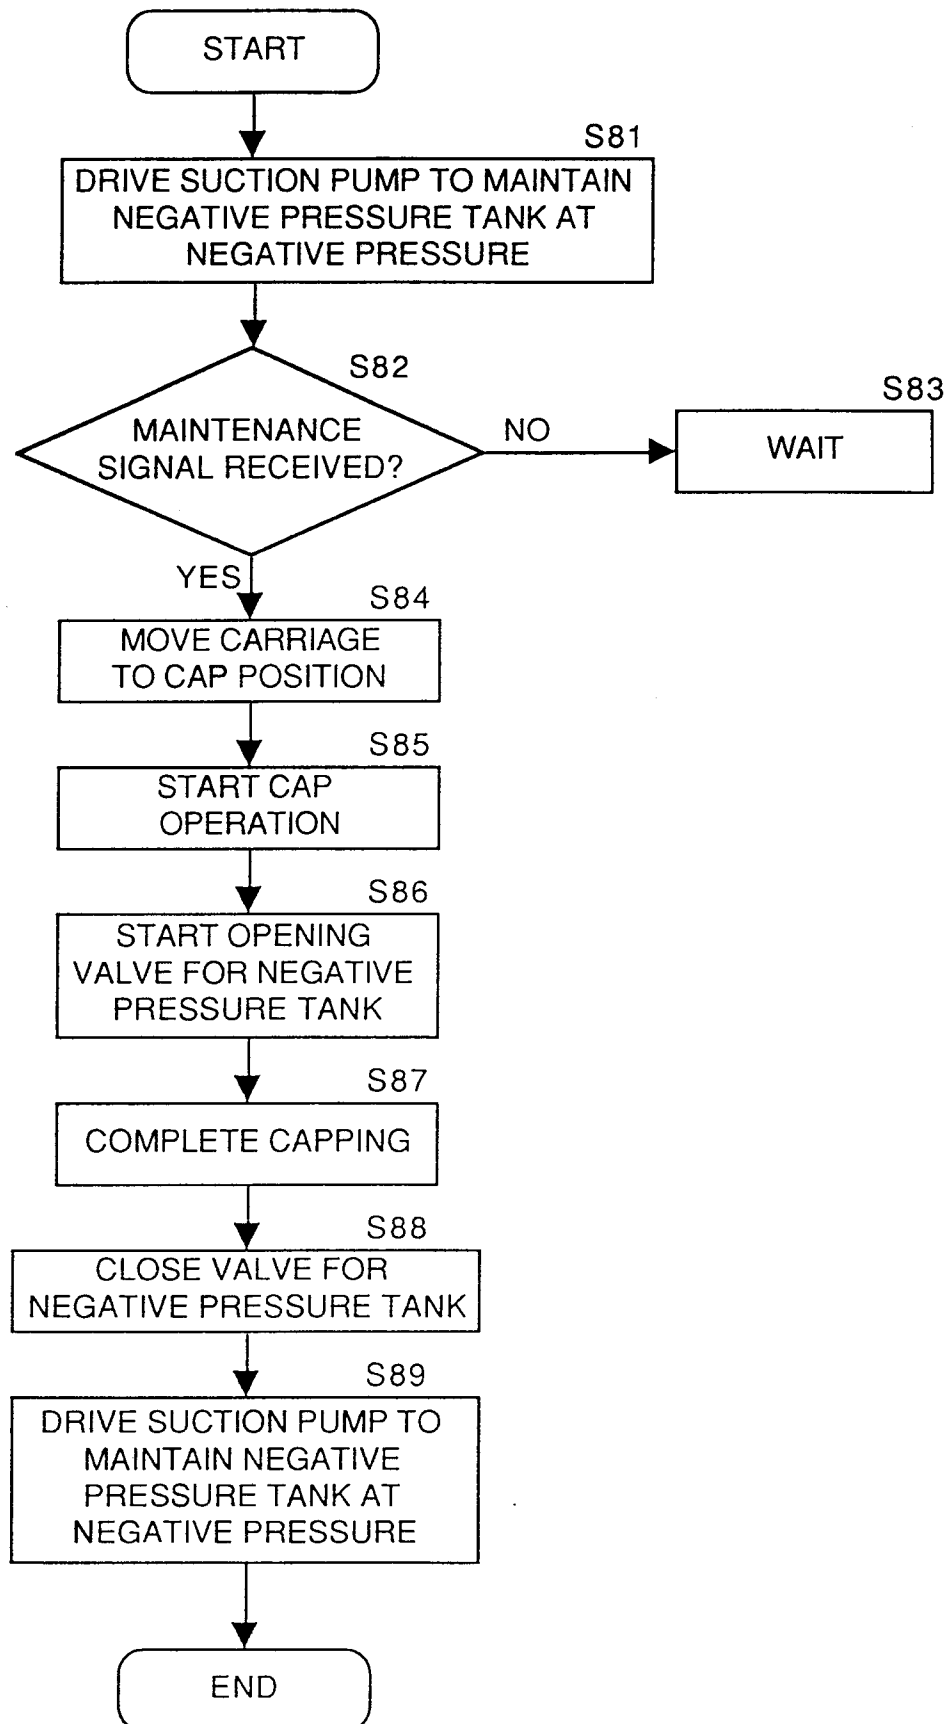 START
S81
DRIVE SUCTION PUMP TO MAINTAIN
NEGATIVE PRESSURE TANK AT
NEGATIVE PRESSURE
S82
MAINTENANCE
SIGNAL RECEIVED?
NO
S83
WAIT
YES
S84
MOVE CARRIAGE
TO CAP POSITION
S85
START CAP
OPERATION
S86
START OPENING
VALVE FOR NEGATIVE
PRESSURE TANK
S87
COMPLETE CAPPING
S88
CLOSE VALVE FOR
NEGATIVE PRESSURE TANK
S89
DRIVE SUCTION PUMP TO
MAINTAIN NEGATIVE
PRESSURE TANK AT
NEGATIVE PRESSURE
END